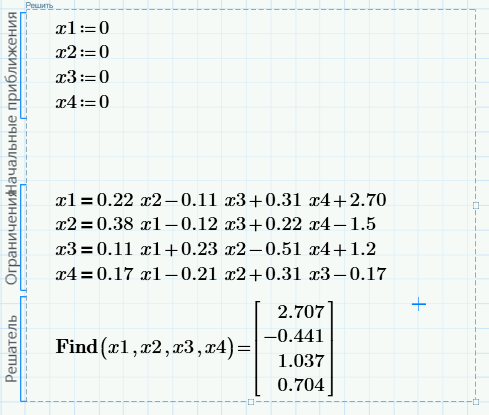 Решить
Начальные приближения
x1:=0
x2:=0
x3:=0
x4:=0
Ограничения
x1=0.22 x2−0.11 x3+0.31 x4+2.70
x2=0.38 x1−0.12 x3+0.22 x4−1.5
x3=0.11 x1+0.23 x2−0.51 x4+1.2
x4=0.17 x1−0.21 x2+0.31 x3−0.17
Решатель
Find(x1,x2,x3,x4)=
2.707
−0.441
1.037
0.704